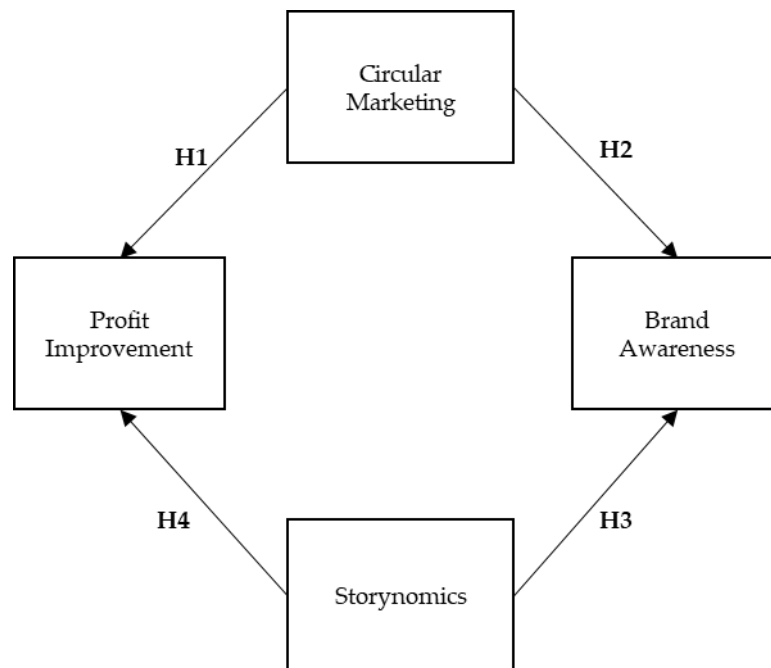 Circular
Marketing
H1
H2
Profit
Improvement
Brand
Awareness
H4
H3
Storynomics